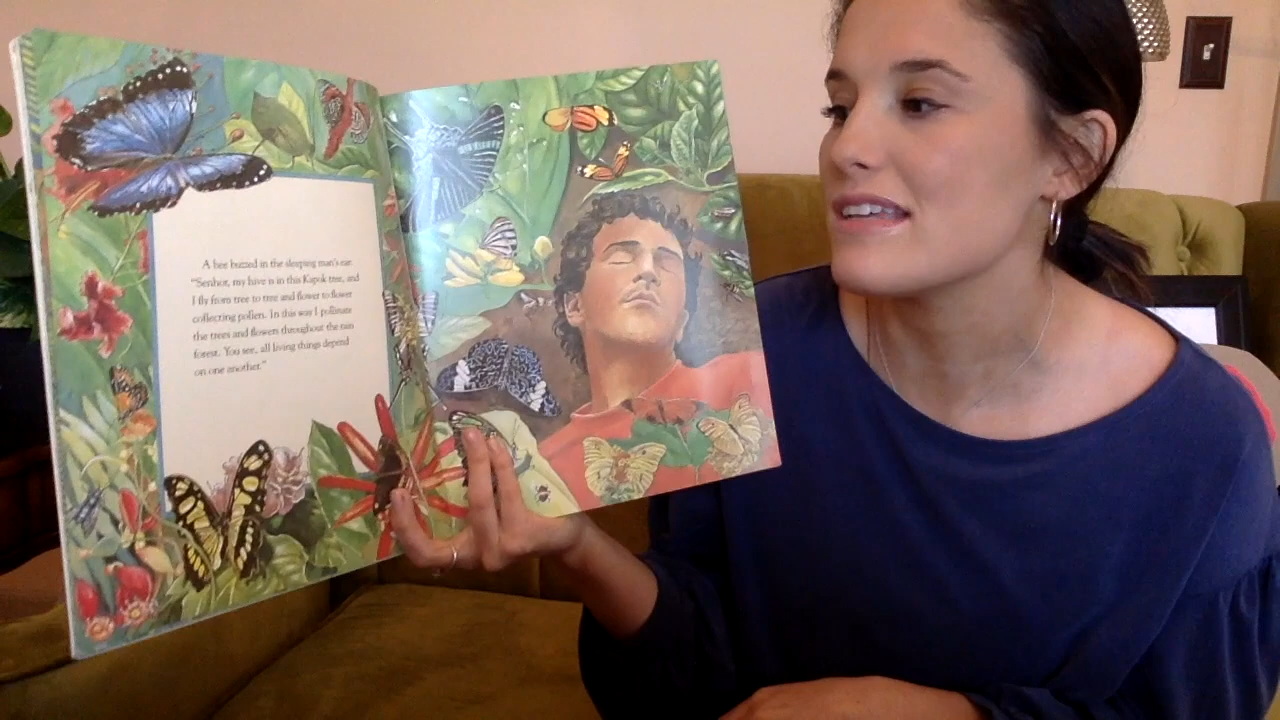 A bee buzzed in the sleeping man's ear.
"Senhor, my hive is in this Kapok tree, and
I fly from tree to tree and flower to flower
collecting pollen. In this way I pollinate
the trees and flowers throughout the rain
forest. You see, all living things depend
on one another."